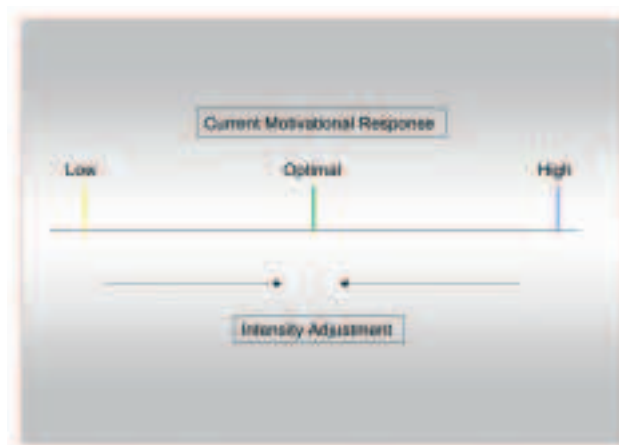 Current Motivational Response
Low Optimal High
Intensity Adjustment